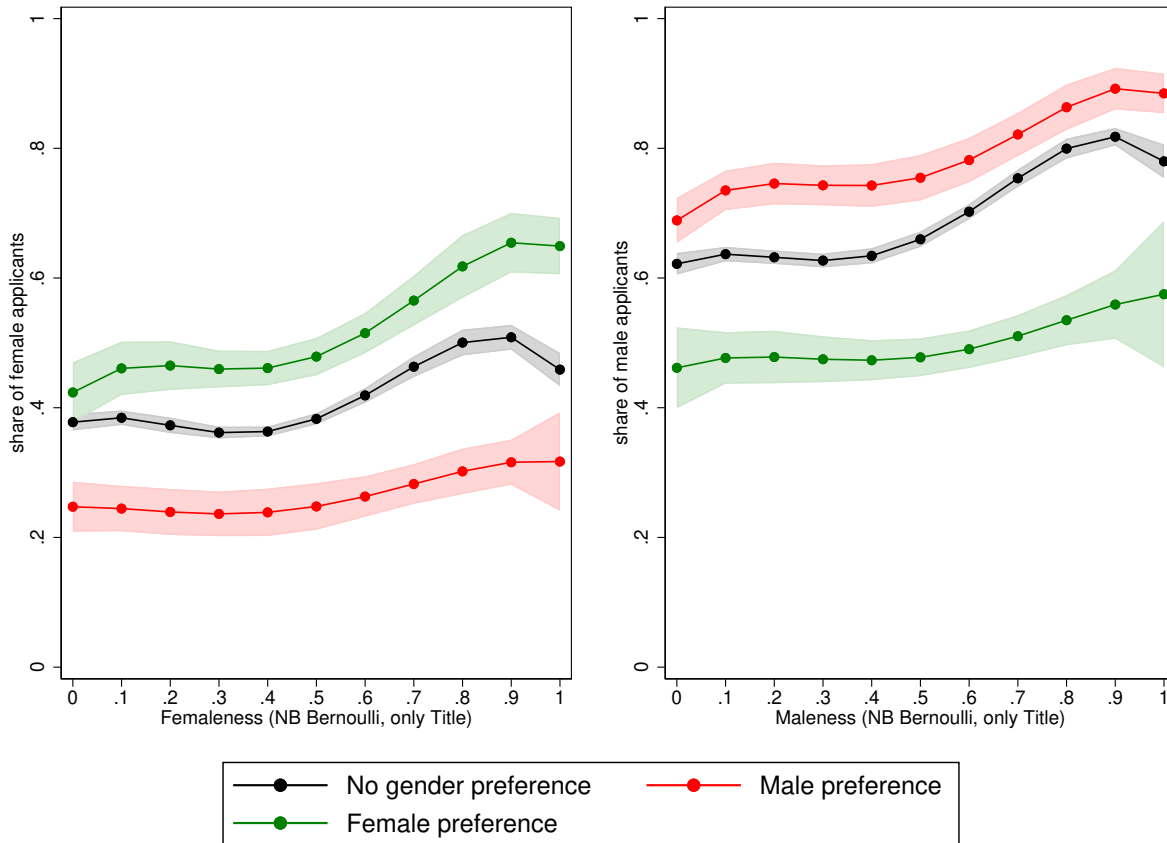 share of female applicants
1
.8
.6
.4
.2
0
0 .1 .2 .3 .4 .5 .6 .7 .8 .9 1
Femaleness (NB Bernoulli, only Title)
share of male applicants
1
.8
.6
.4
.2
0
0 .1 .2 .3 .4 .5 .6 .7 .8 .9 1
Maleness (NB Bernoulli, only Title)
No gender preference
Male preference
Female preference